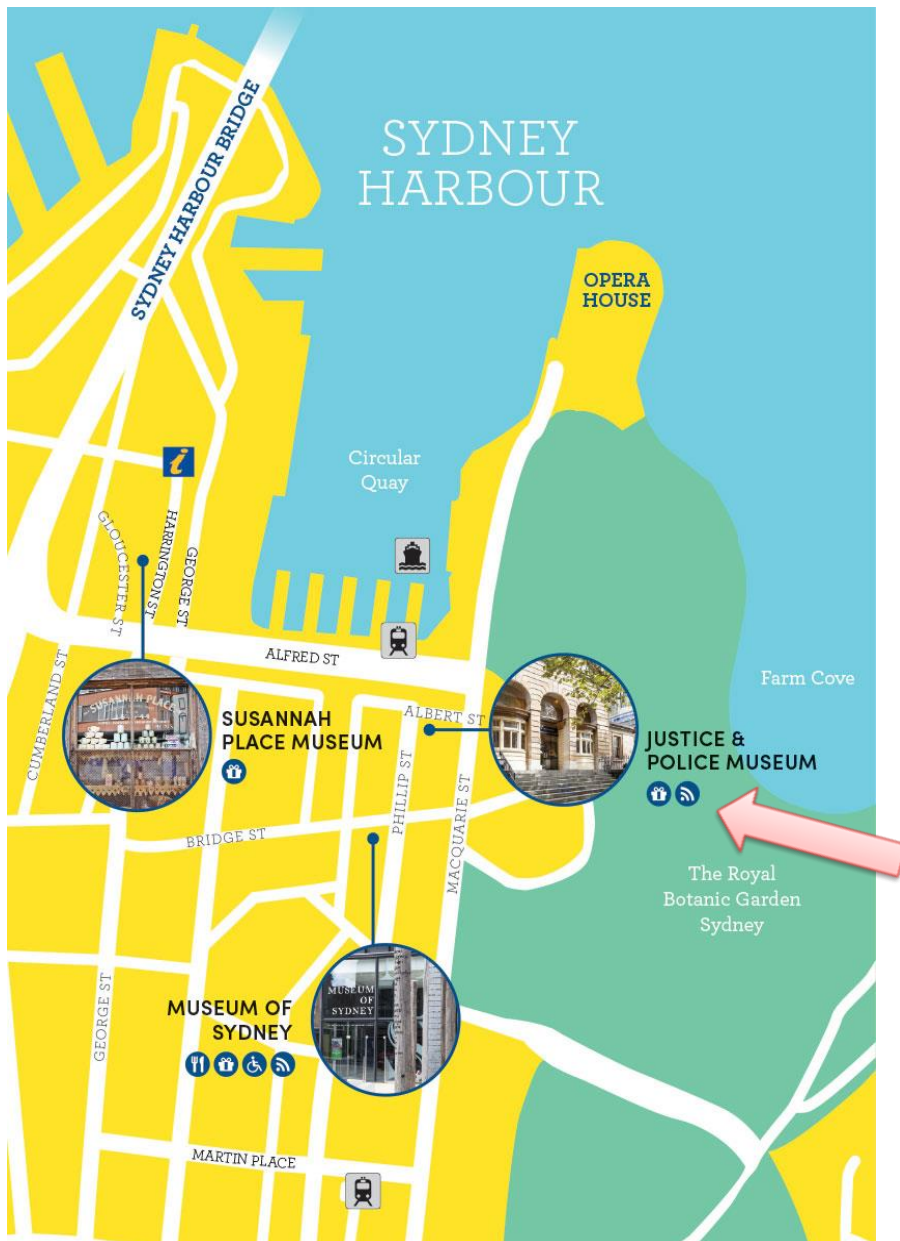 SYDNEY
HARBOUR
SYDNEY HARBOUR BRIDGE
OPERA
HOUSE
Circular
Quay
GLOUCESTER ST
HARRINGTON ST
GEORGE ST
ALFRED ST
CUMBERLAND ST
SUSANNAH PLACE
SUSANNAH
PLACE MUSEUM
ALBERT ST
Farm Cove
JUSTICE &
POLICE MUSEUM
PHILLIP ST
MACQUARIE ST
BRIDGE ST
The Royal
Botanic Garden
Sydney
MUSEUM
OF
SYDNEY
MUSEUM OF
SYDNEY
GEORGE ST
MARTIN PLACE